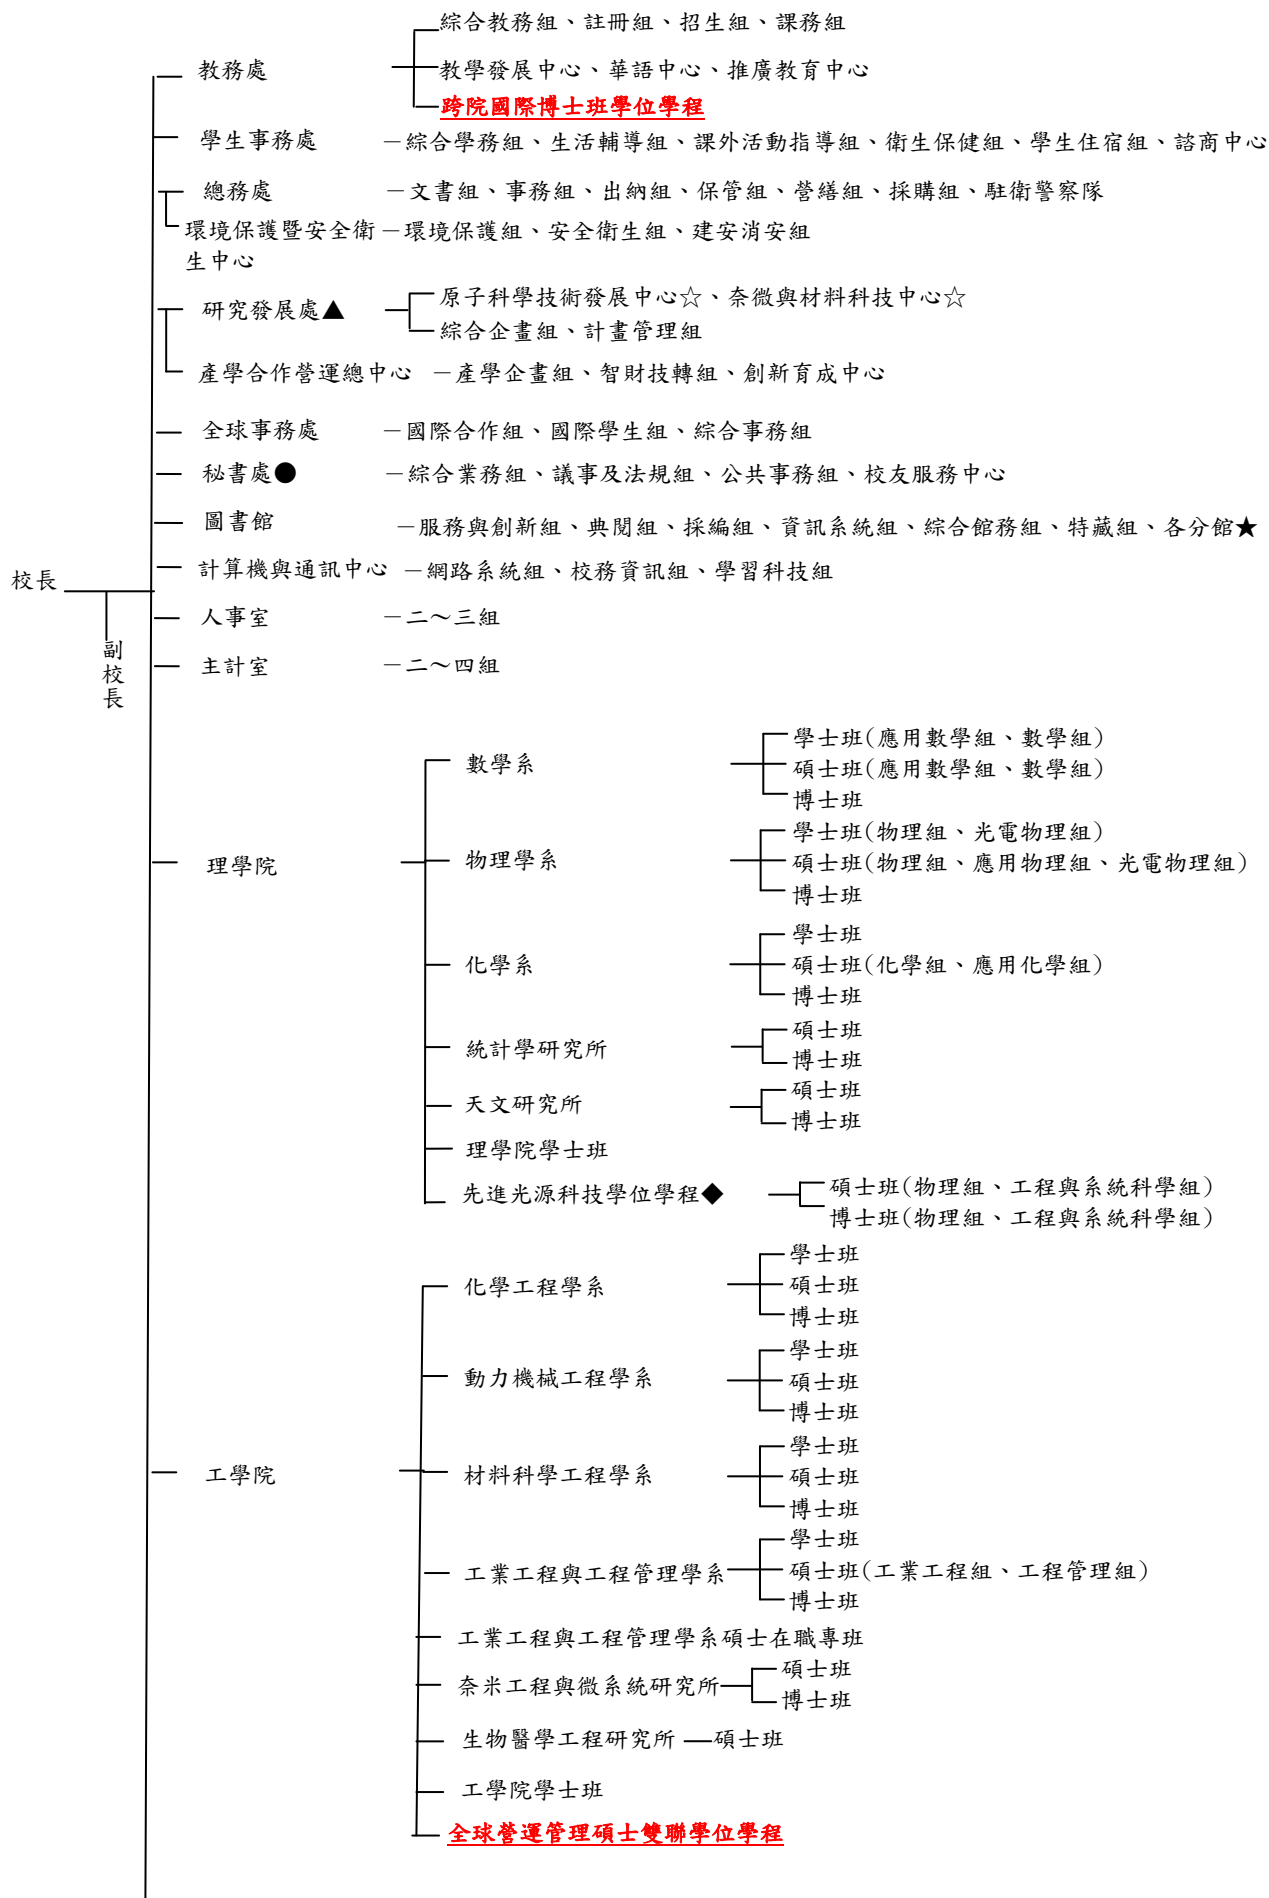 綜合教務組、註冊組、招生組、課務組
教務處
教學發展中心、華語中心、推廣教育中心
跨院國際博士班學位學程
學生事務處 －綜合學務組、生活輔導組、課外活動指導組、衛生保健組、學生住宿組、諮商中心
總務處 －文書組、事務組、出納組、保管組、營繕組、採購組、駐衛警察隊
環境保護暨安全衛 －環境保護組、安全衛生組、建安消安組
生中心
原子科學技術發展中心☆、奈微與材料科技中心☆
研究發展處▲
綜合企畫組、計畫管理組
產學合作營運總中心 －產學企畫組、智財技轉組、創新育成中心
全球事務處 －國際合作組、國際學生組、綜合事務組
秘書處● －綜合業務組、議事及法規組、公共事務組、校友服務中心
圖書館 －服務與創新組、典閱組、採編組、資訊系統組、綜合館務組、特藏組、各分館★
計算機與通訊中心 －網路系統組、校務資訊組、學習科技組
校長
人事室 －二～三組
副校長
主計室 －二～四組
學士班(應用數學組、數學組)
數學系
碩士班(應用數學組、數學組)
博士班
學士班(物理組、光電物理組)
理學院
物理學系
碩士班(物理組、應用物理組、光電物理組)
博士班
學士班
化學系
碩士班(化學組、應用化學組)
博士班
碩士班
統計學研究所
博士班
碩士班
天文研究所
博士班
理學院學士班
先進光源科技學位學程◆
碩士班(物理組、工程與系統科學組)
博士班(物理組、工程與系統科學組)
學士班
化學工程學系
碩士班
博士班
學士班
動力機械工程學系
碩士班
博士班
學士班
工學院
材料科學工程學系
碩士班
博士班
學士班
工業工程與工程管理學系
碩士班(工業工程組、工程管理組)
博士班
工業工程與工程管理學系碩士在職專班
碩士班
奈米工程與微系統研究所
博士班
生物醫學工程研究所 —碩士班
工學院學士班
全球營運管理碩士雙聯學位學程